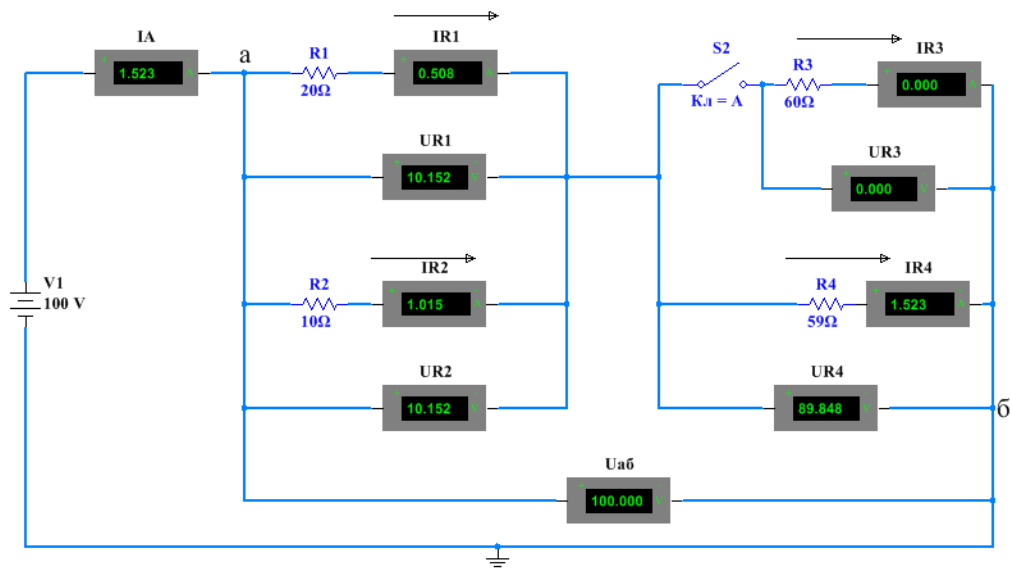 IA
1.523 A
a
R1
20Ω
IR1
0.508 A
UR1
10.152 V
R2
10Ω
IR2
1.015 A
UR2
10.152 V
V1
100 V
S2
Кл = A
R3
60Ω
IR3
0.000 A
UR3
0.000 V
R4
59Ω
IR4
1.523 A
UR4
89.848 V
б
Uаб
100.000 V